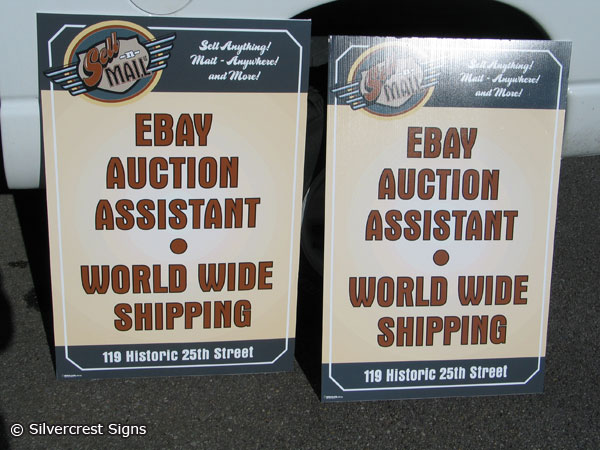 Sell
-n-
MAIL
Sell Anything!
Mail - Anywhere!
and More!
EBAY
AUCTION
ASSISTANT
•
WORLD WIDE
SHIPPING
119 Historic 25th Street
Sell
-n-
MAIL
Sell Anything!
Mail - Anywhere!
and More!
EBAY
AUCTION
ASSISTANT
•
WORLD WIDE
SHIPPING
119 Historic 25th Street
© Silvercrest Signs